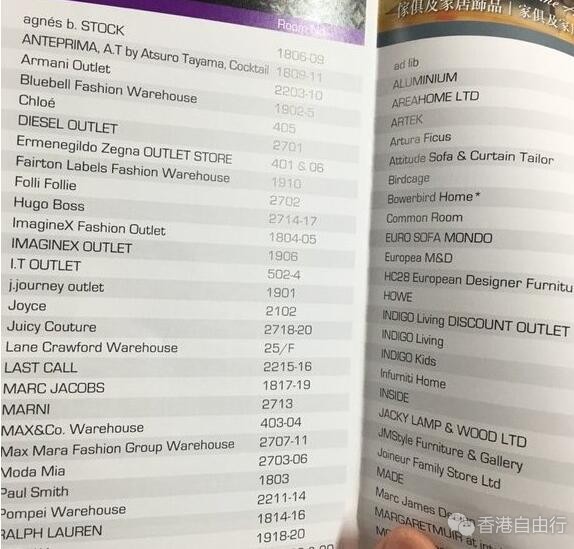 agnés b. STOCK
ANTEPRIMA, A.T by Atsuro Tayama, Cocktail
Armani Outlet
Bluebell Fashion Warehouse
Chloé
DIESEL OUTLET
Ermenegildo Zegna OUTLET STORE
Fairton Labels Fashion Warehouse
Folli Follie
Hugo Boss
ImagineX Fashion Outlet
IMAGINEX OUTLET
I.T OUTLET
j.journey outlet
Joyce
Juicy Couture
Lane Crawford Warehouse
LAST CALL
MARC JACOBS
MARNI
MAX&Co. Warehouse
Max Mara Fashion Group Warehouse
Moda Mia
Paul Smith
Pompei Warehouse
RALPH LAUREN
Room No.
1806-09
1809-11
2203-10
1902-5
405
2701
401 & 06
1910
2702
2714-17
1804-05
1906
502-4
1901
2102
2718-20
25/F
2215-16
1817-19
2713
403-04
2707-11
2703-06
1803
2211-14
1814-16
1918-20
傢俱及家居飾品 | 家俱及家
ad lib
ALUMINIUM
AREAHOME LTD
ARTEK
Artura Ficus
Attitude Sofa & Curtain Tailor
Birdcage
Bowerbird Home*
Common Room
EURO SOFA MONDO
Europea M&D
HC28 European Designer Furnitu
HOWE
INDIGO Living DISCOUNT OUTLET
INDIGO Living
INDIGO Kids
Infurniti Home
INSIDE
JACKY LAMP & WOOD LTD
JMStyle Furniture & Gallery
Joineur Family Store Ltd
MADE
Marc James De
MARGARETMUIR at int
香港自由行